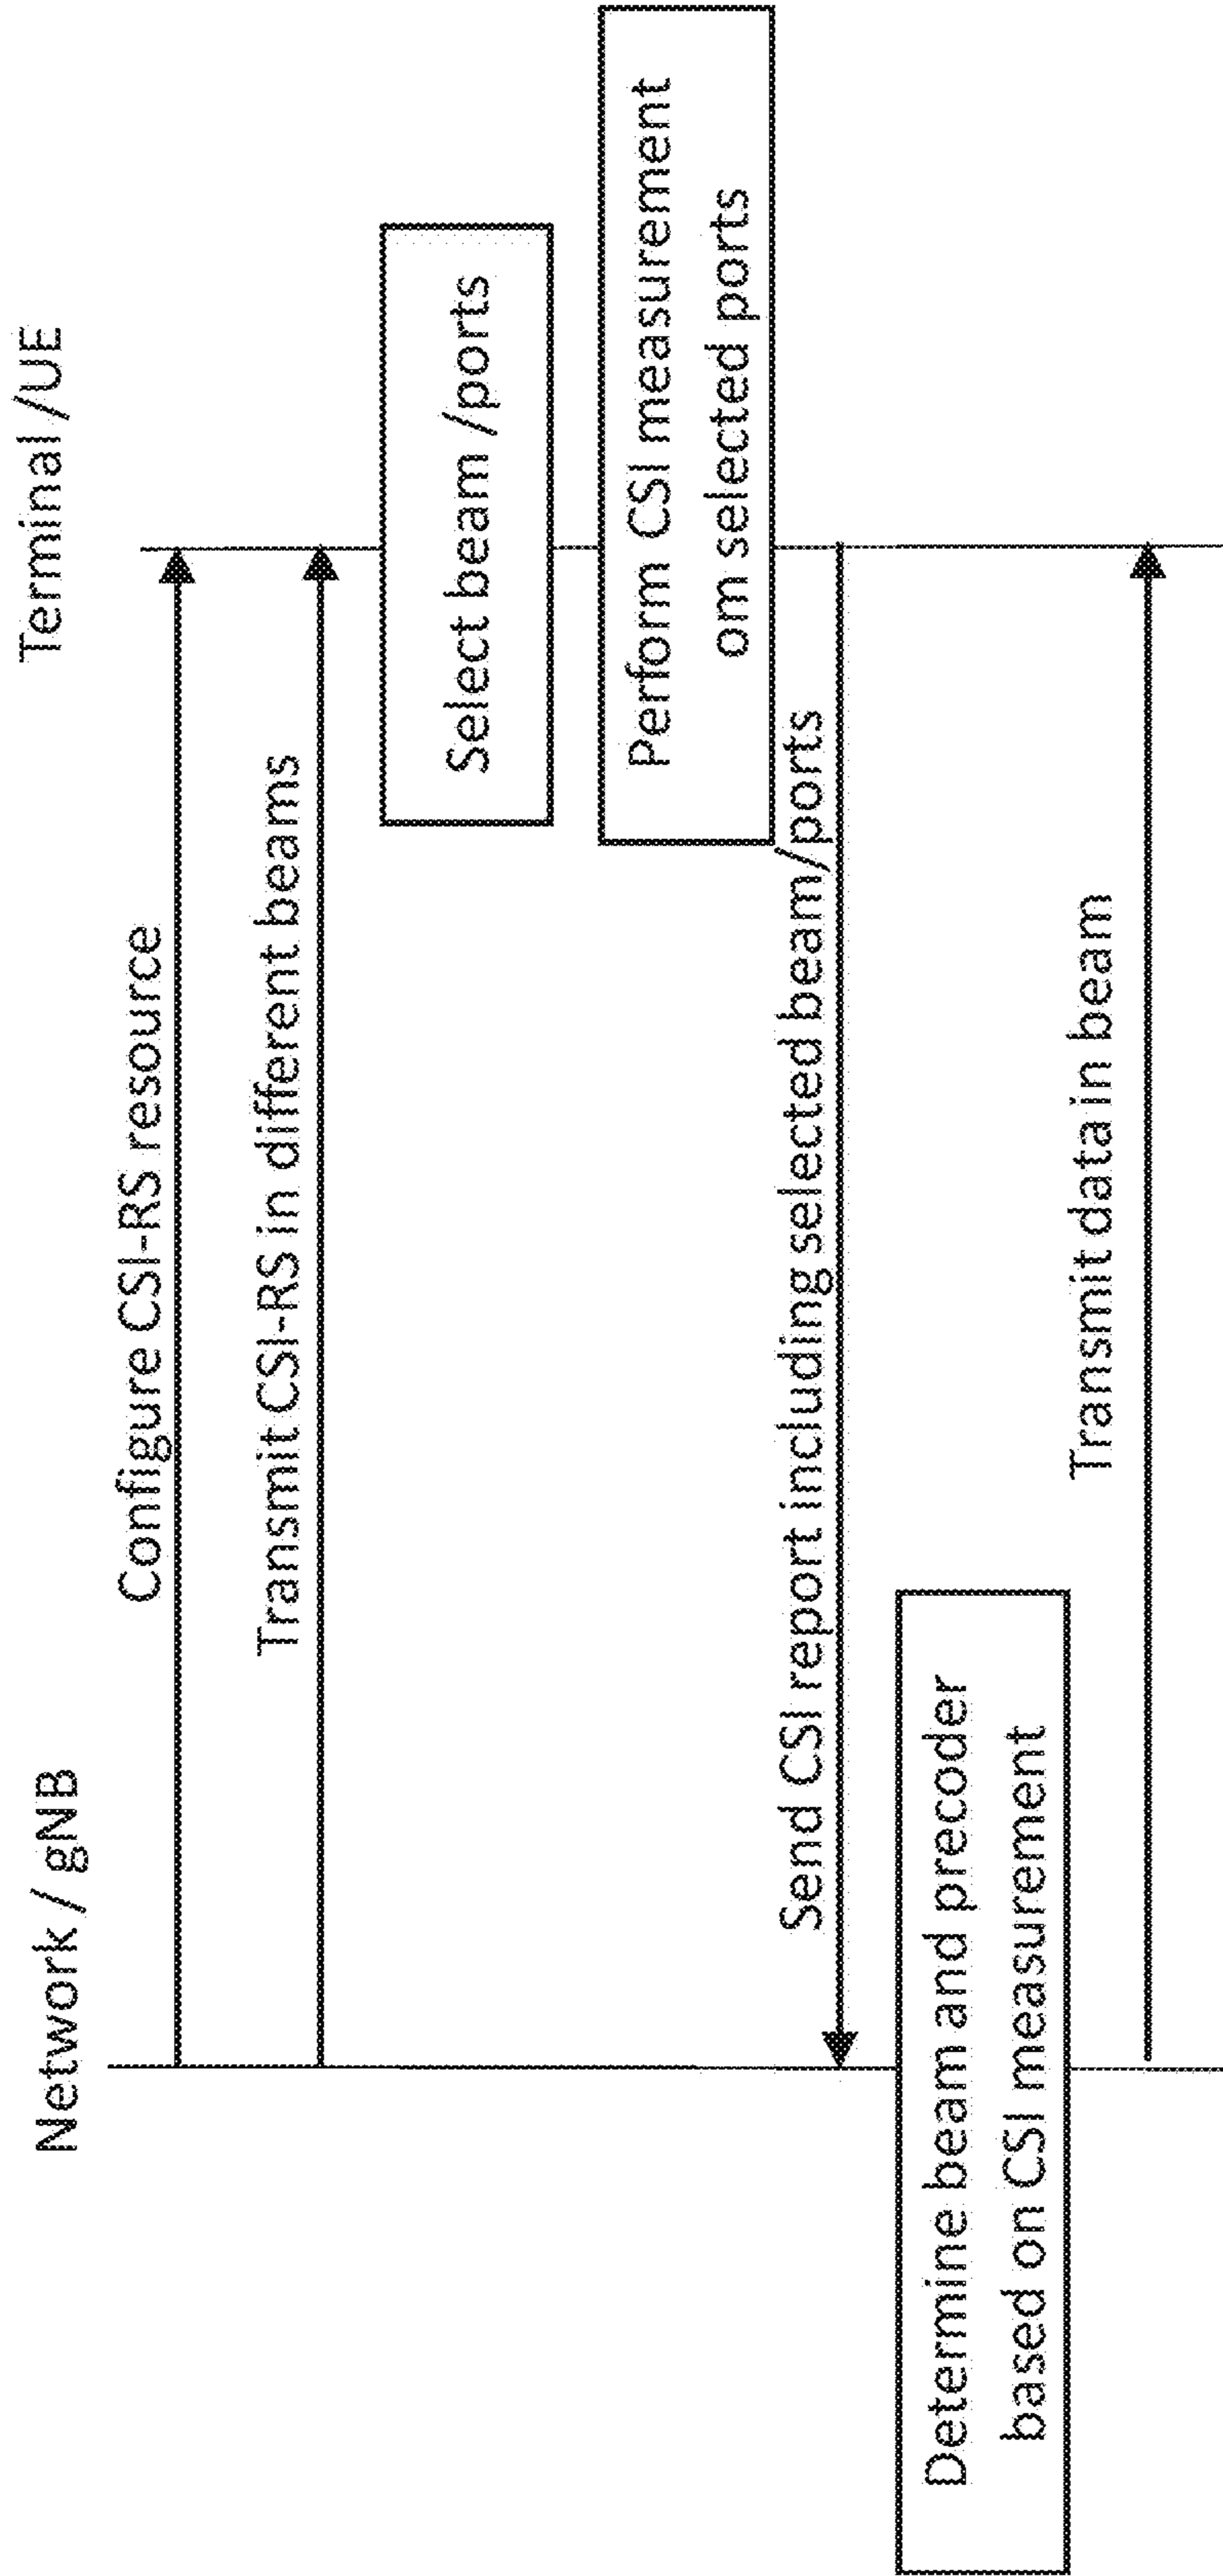 Network / gNB
Terminal /UE
Configure CSI-RS resource
Transmit CSI-RS in different beams
Select beam /ports
Perform CSI measurement
om selected ports
Send CSI report including selected beam/ports
Determine beam and precoder
based on CSI measurement
Transmit data in beam